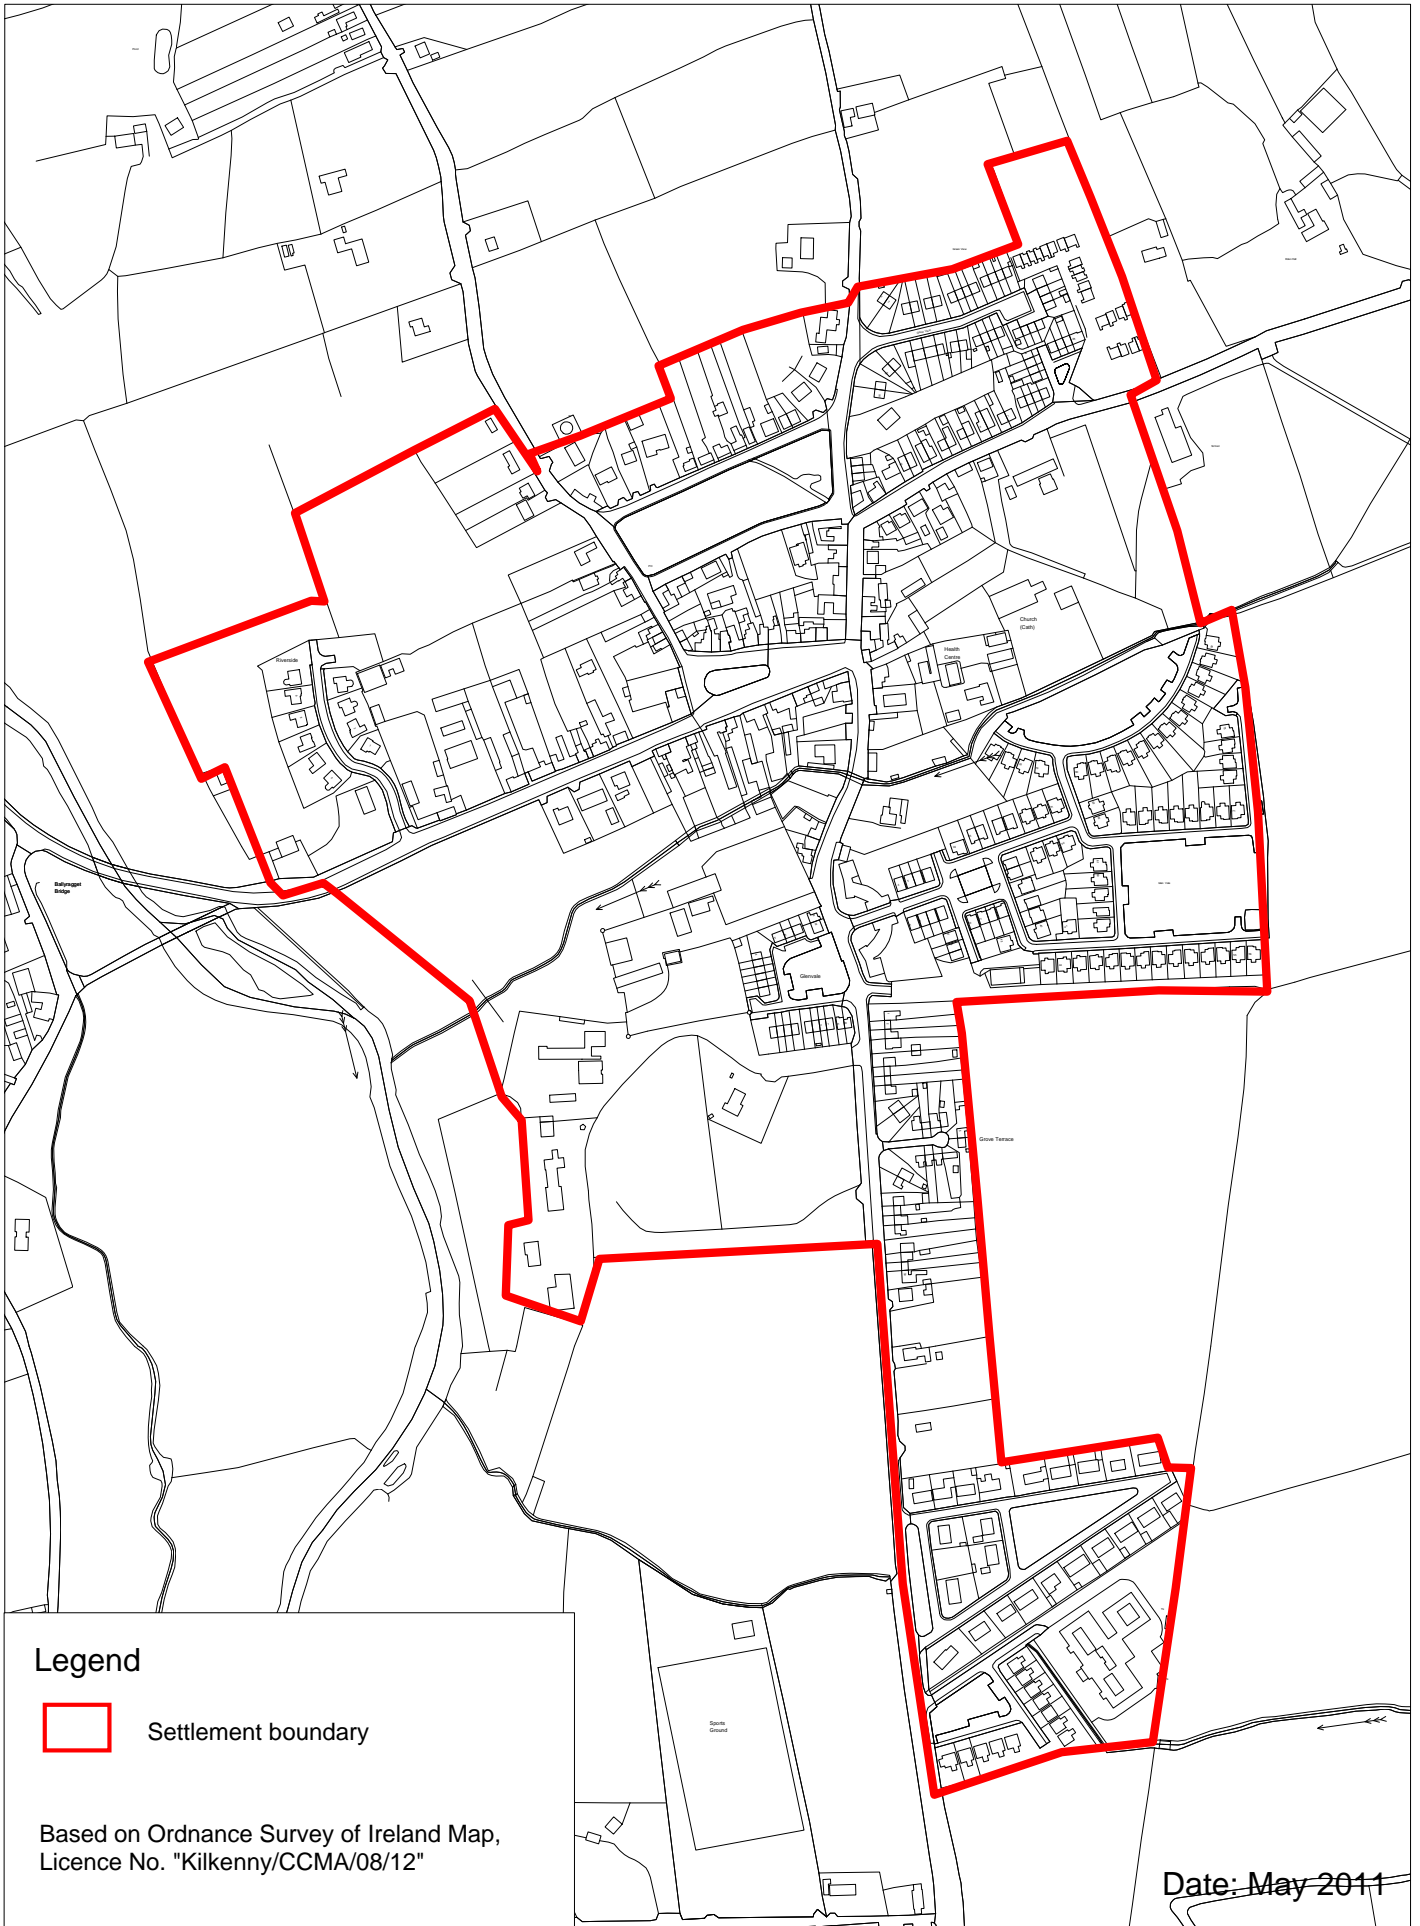 Church
(Cath)
Health
Centre
Riverside
Ballyragget
Bridge
Glenvale
Grove Terrace
Legend
Settlement boundary
Sports
Ground
Based on Ordnance Survey of Ireland Map,
Licence No. "Kilkenny/CCMA/08/12"
Date: May 2011